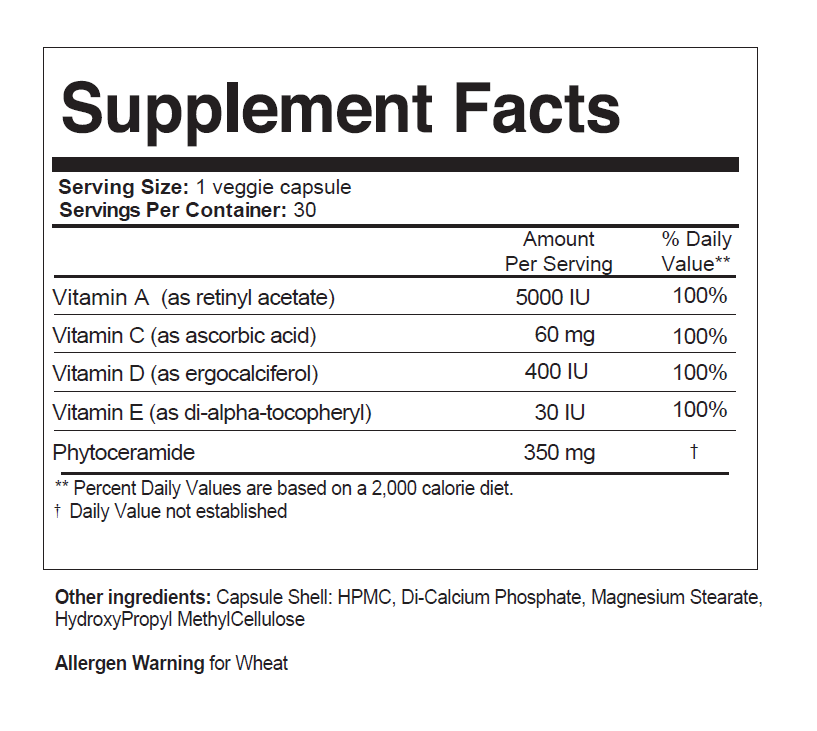 Supplement Facts
Serving Size: 1 veggie capsule
Servings Per Container: 30
Amount Per Serving % Daily Value**
Vitamin A (as retinyl acetate) 5000 IU 100%
Vitamin C (as ascorbic acid) 60 mg 100%
Vitamin D (as ergocalciferol) 400 IU 100%
Vitamin E (as di-alpha-tocopheryl) 30 IU 100%
Phytoceramide 350 mg †
** Percent Daily Values are based on a 2,000 calorie diet.
† Daily Value not established
Other ingredients: Capsule Shell: HPMC, Di-Calcium Phosphate, Magnesium Stearate,
HydroxyPropyl MethylCellulose
Allergen Warning for Wheat